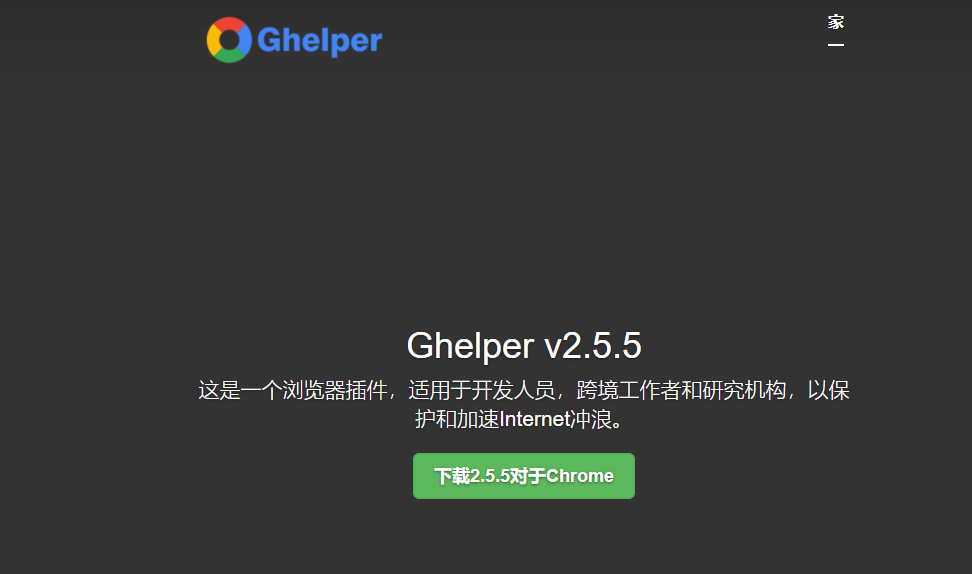 Ghelper
家
Ghelper v2.5.5
这是一个浏览器插件，适用于开发人员，跨境工作者和研究机构，以保
护和加速Internet冲浪。
下载2.5.5对于Chrome